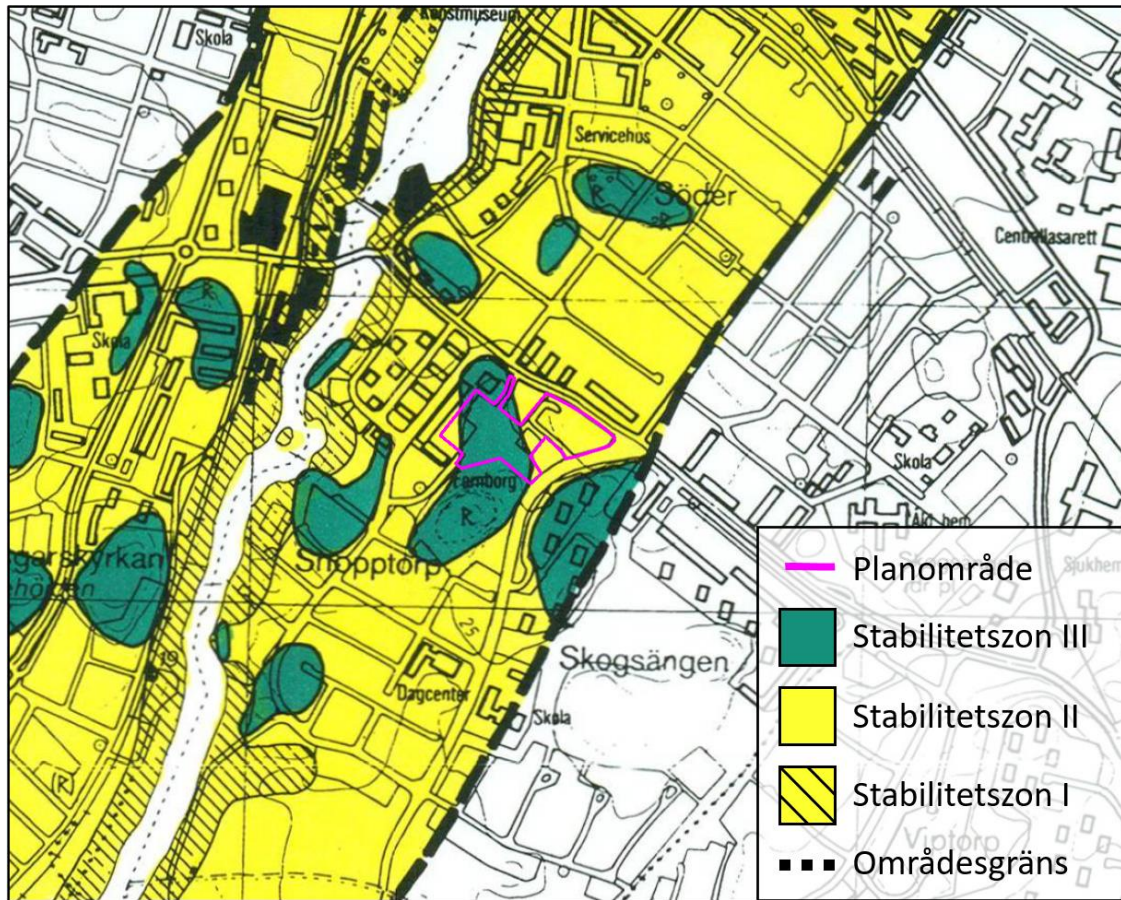 Konstmuseum
Skola
Servicehus
R
Söder
N
Centrallasarett
R
Skola
Skola
R
Snopptorp
25
Skogsängen
Dagcenter
Skola
R
Planområde
Stabilitetszon III
Stabilitetszon II
Stabilitetszon I
Viptorp
Områdesgräns